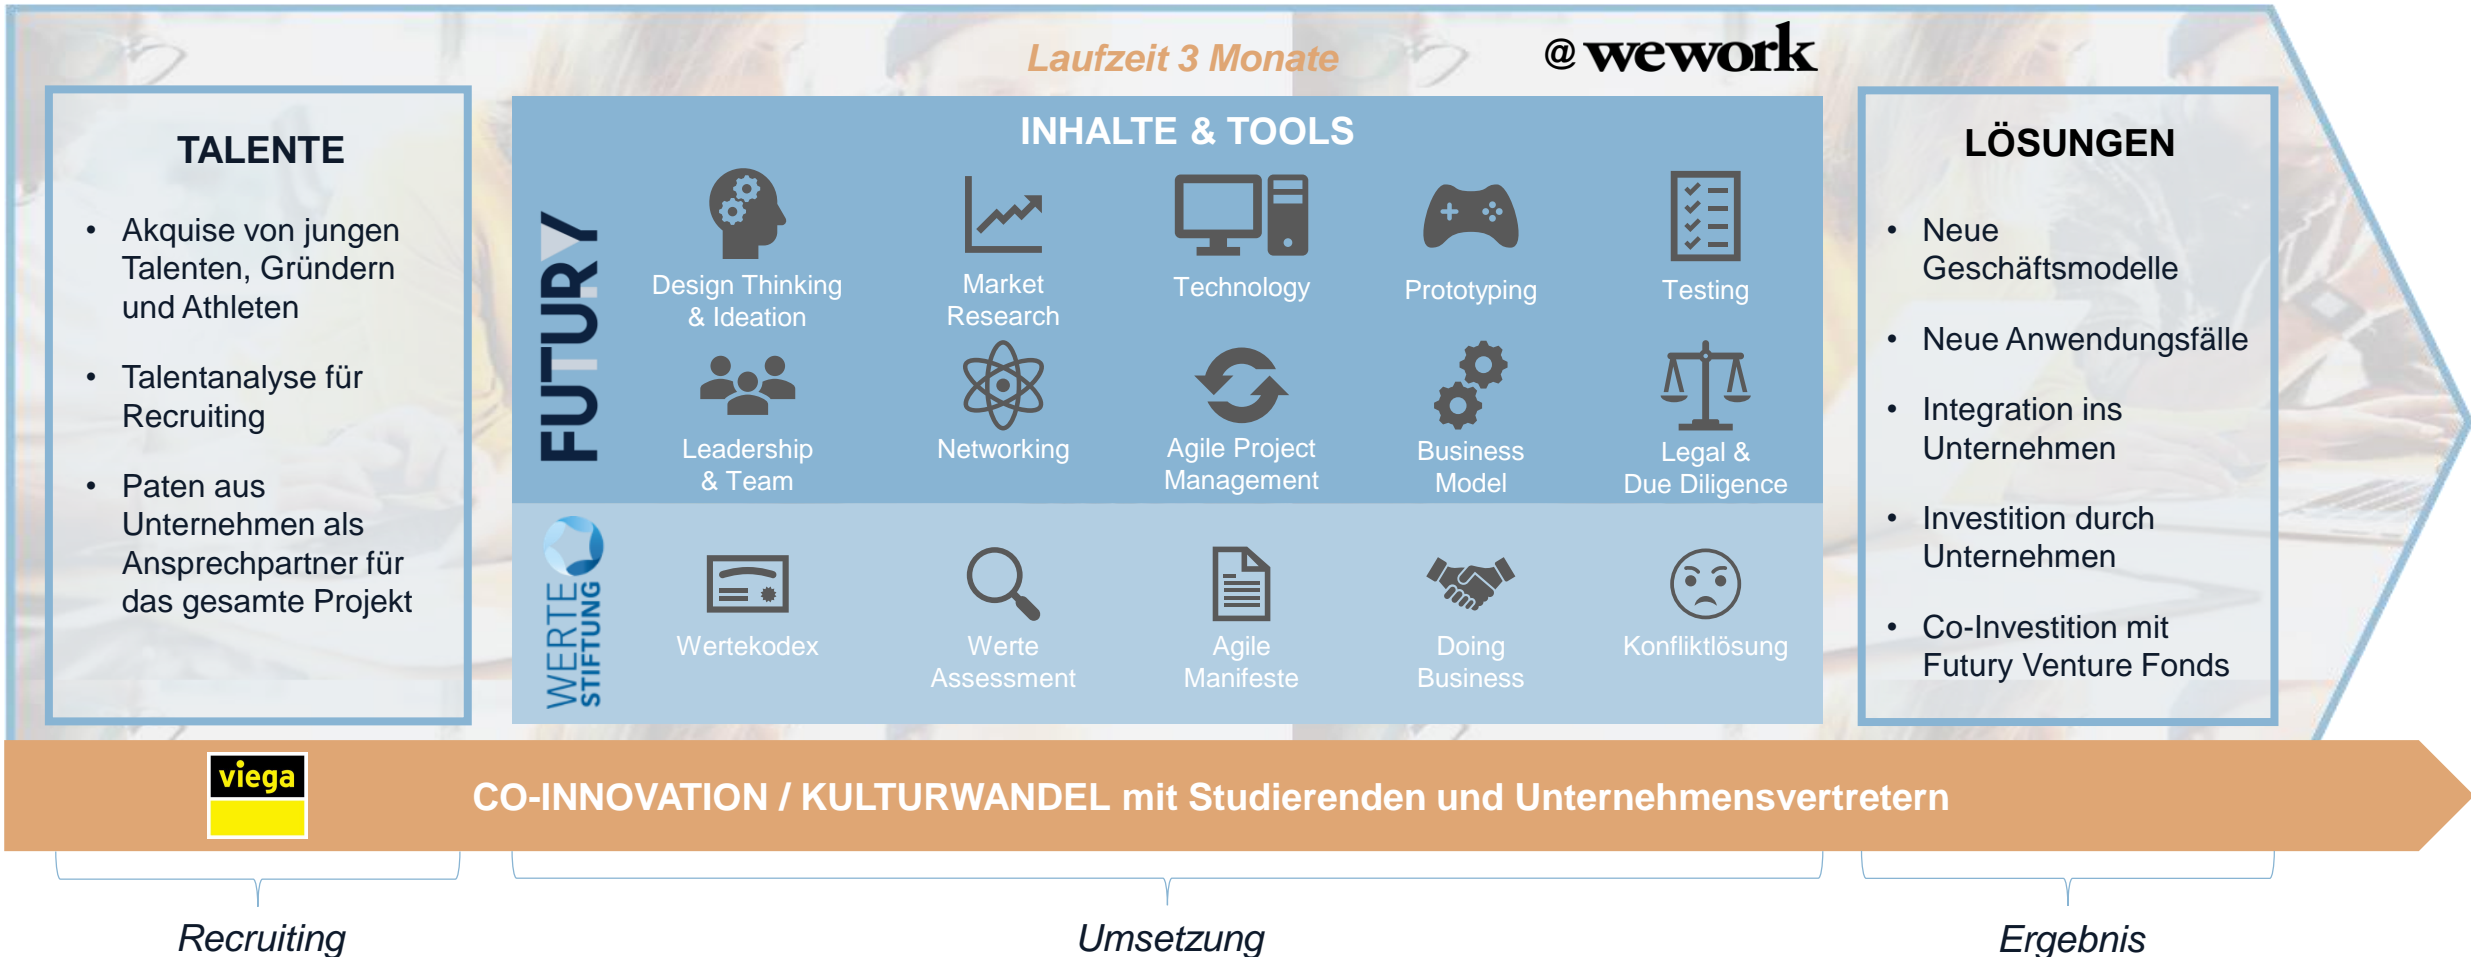 Laufzeit 3 Monate
@ wework
TALENTE
• Akquise von jungen
Talenten, Gründern
und Athleten
• Talentanalyse für
Recruiting
• Paten aus
Unternehmen als
Ansprechpartner für
das gesamte Projekt
INHALTE & TOOLS
FUTURY
Design Thinking
& Ideation
Market
Research
Technology
Prototyping
Testing
Leadership
& Team
Networking
Agile Project
Management
Business
Model
Legal &
Due Diligence
WERTE
STIFTUNG
Wertekodex
Werte
Assessment
Agile
Manifeste
Doing
Business
Konfliktlösung
LÖSUNGEN
• Neue
Geschäftsmodelle
• Neue Anwendungsfälle
• Integration ins
Unternehmen
• Investition durch
Unternehmen
• Co-Investition mit
Futury Venture Fonds
viega
CO-INNOVATION / KULTURWANDEL mit Studierenden und Unternehmensvertretern
Recruiting
Umsetzung
Ergebnis